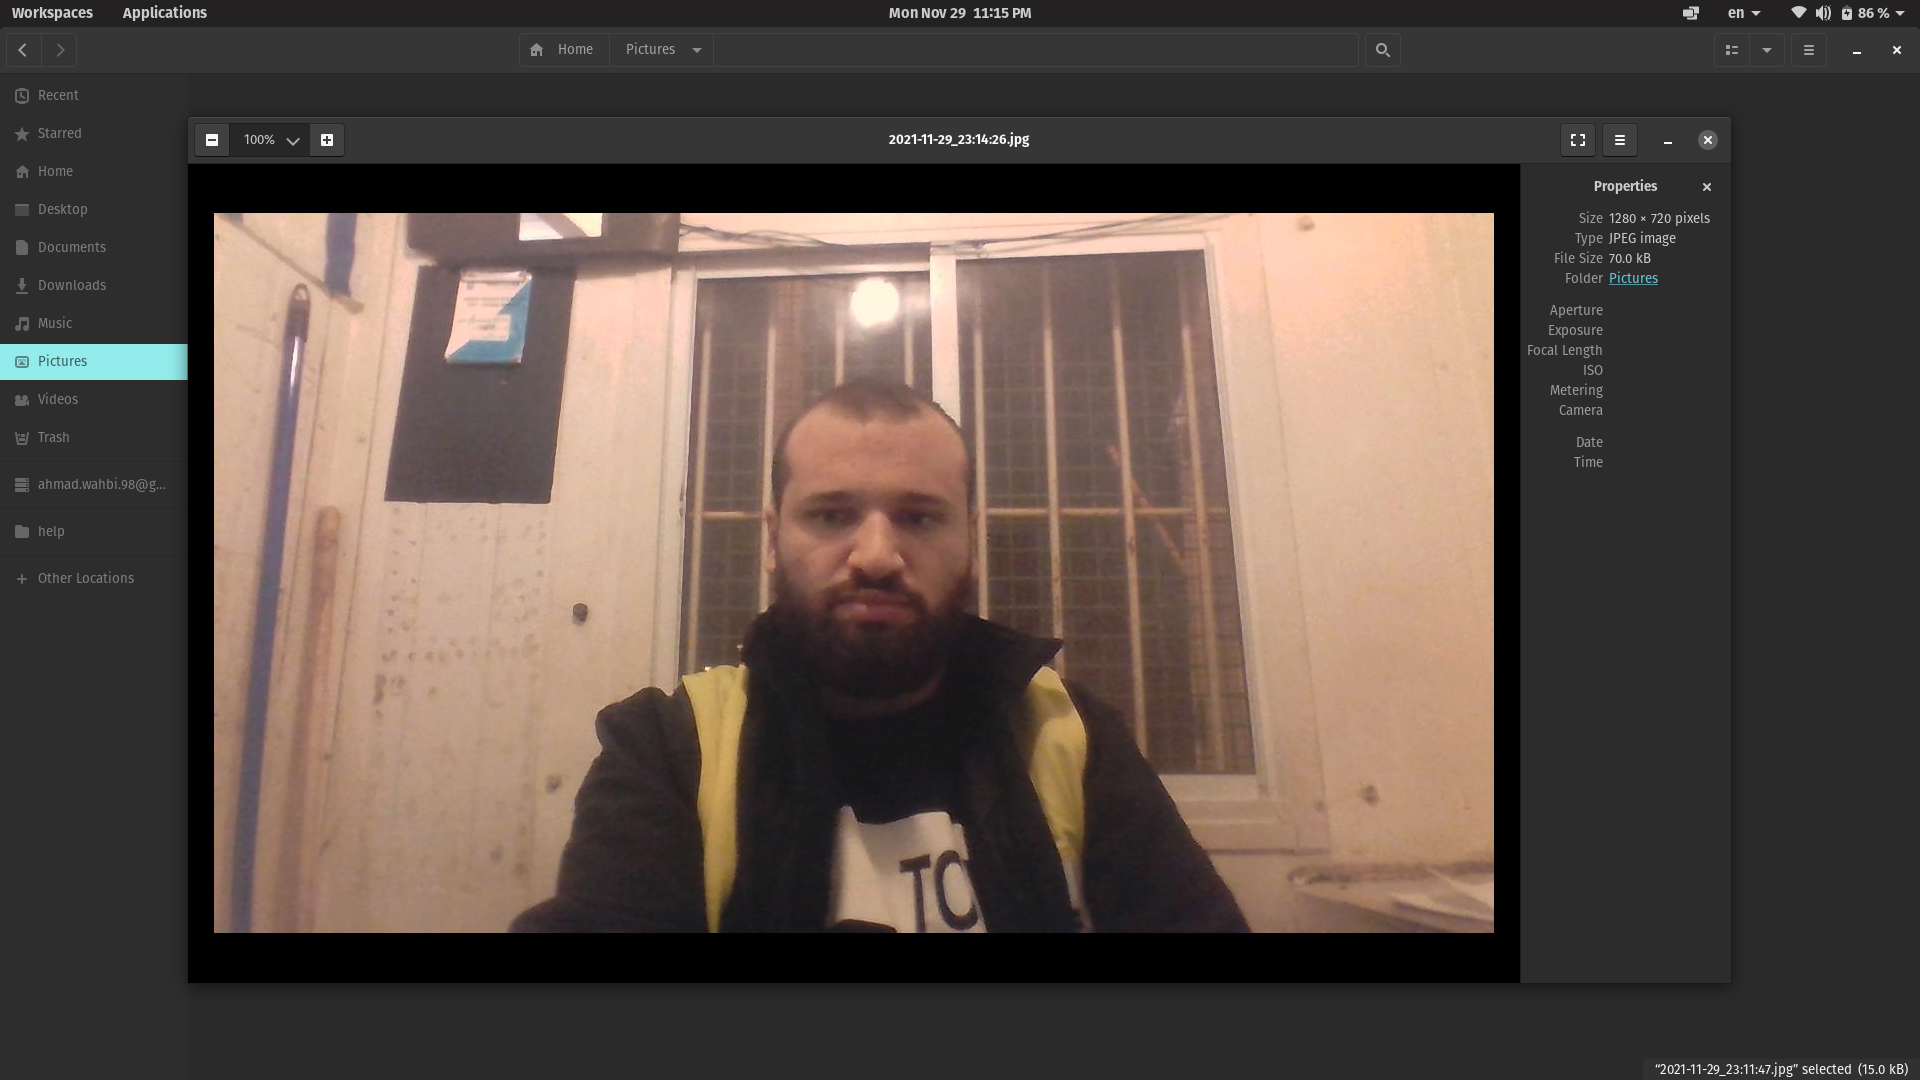 Workspaces Applications Mon Nov 29 11:15 PM en 86 %
Home Pictures
Recent
Starred
Home
Desktop
Documents
Downloads
Music
Pictures
Videos
Trash
ahmad.wahbi.98@g...
help
Other Locations
100% 2021-11-29_23:14:26.jpg
TO
Properties
Size 1280 × 720 pixels
Type JPEG image
File Size 70.0 kB
Folder Pictures
Aperture
Exposure
Focal Length
ISO
Metering
Camera
Date
Time
"2021-11-29_23:11:47.jpg" selected (15.0 kB)